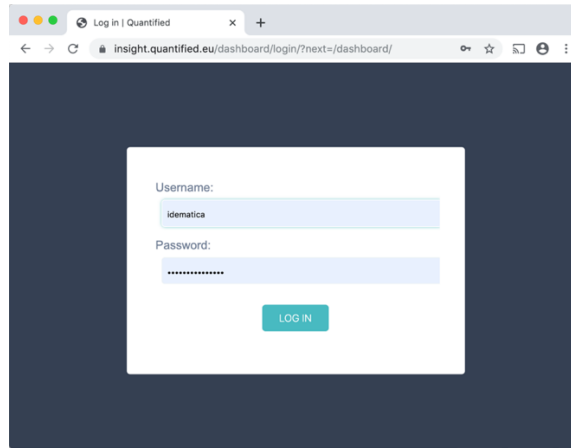 Log in | Quantified
insight.quantified.eu/dashboard/login/?next=/dashboard/
Username:
idematica
Password:
•••••••••••••••
LOG IN